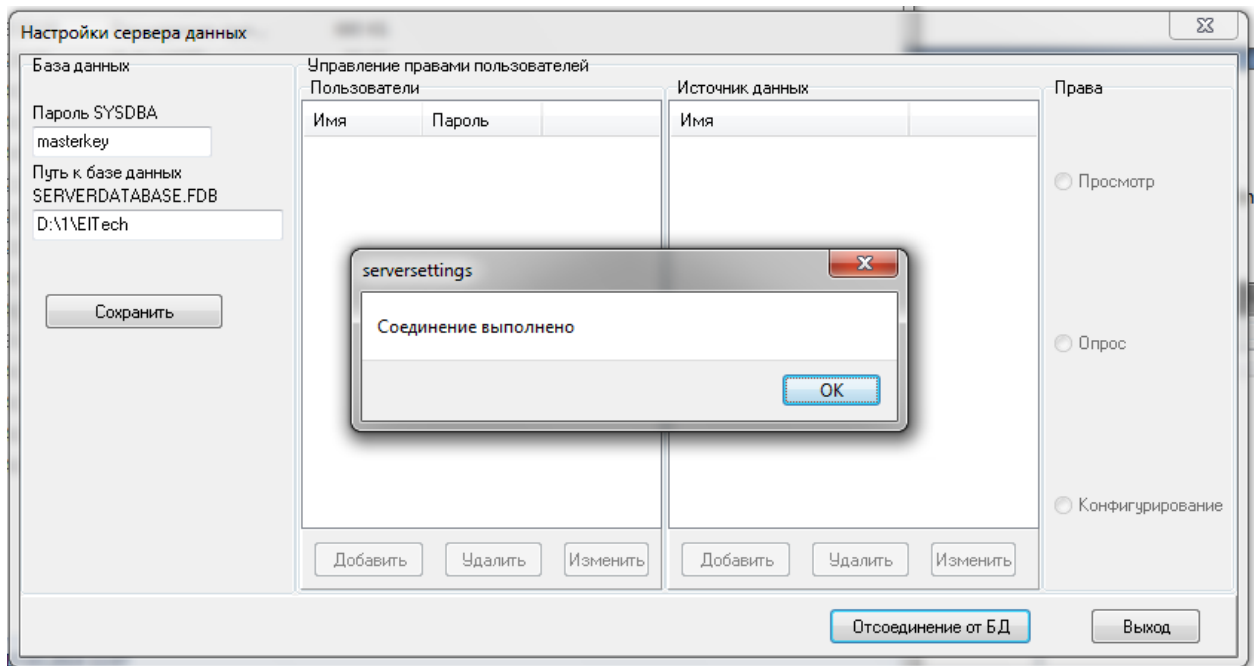 Настройки сервера данных
База данных
Управление правами пользователей
Пользователи
Источник данных
Права
Пароль SYSDBA
Имя
Пароль
Имя
masterkey
Путь к базе данных
SERVERDATABASE.FDB
D:\1\ElTech
Просмотр
serversettings
Соединение выполнено
OK
Сохранить
Опрос
Конфигурирование
Добавить
Удалить
Изменить
Добавить
Удалить
Изменить
Отсоединение от БД
Выход